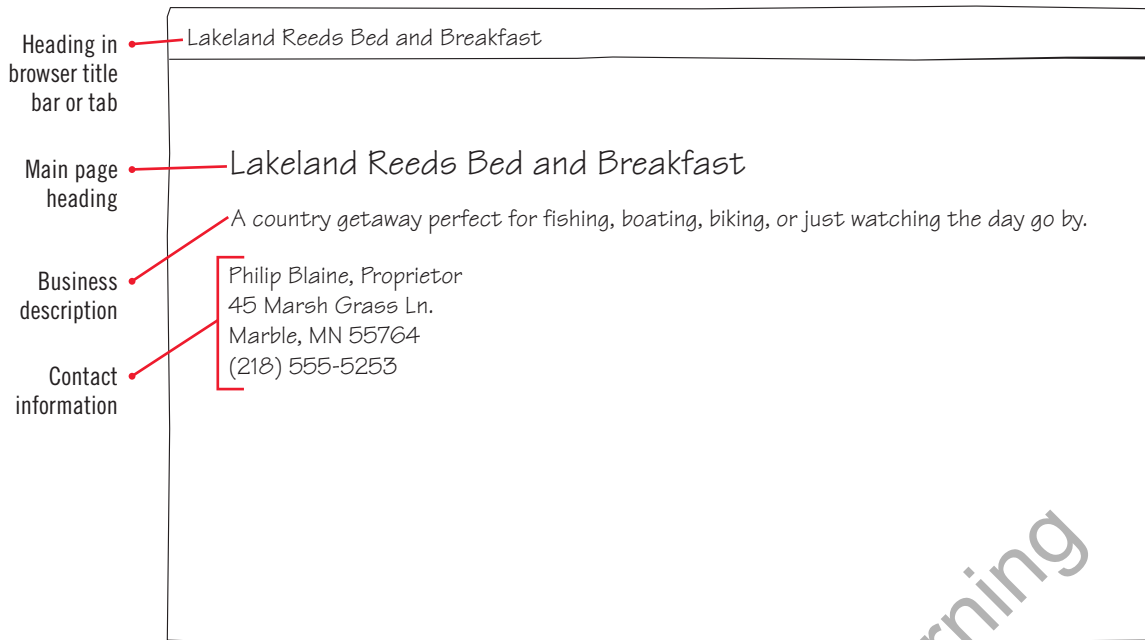 Heading in
browser title
bar or tab
Lakeland Reeds Bed and Breakfast
Main page
heading
Lakeland Reeds Bed and Breakfast
Business
description
A country getaway perfect for fishing, boating, biking, or just watching the day go by.
Contact
information
Philip Blaine, Proprietor
45 Marsh Grass Ln.
Marble, MN 55764
(218) 555-5253